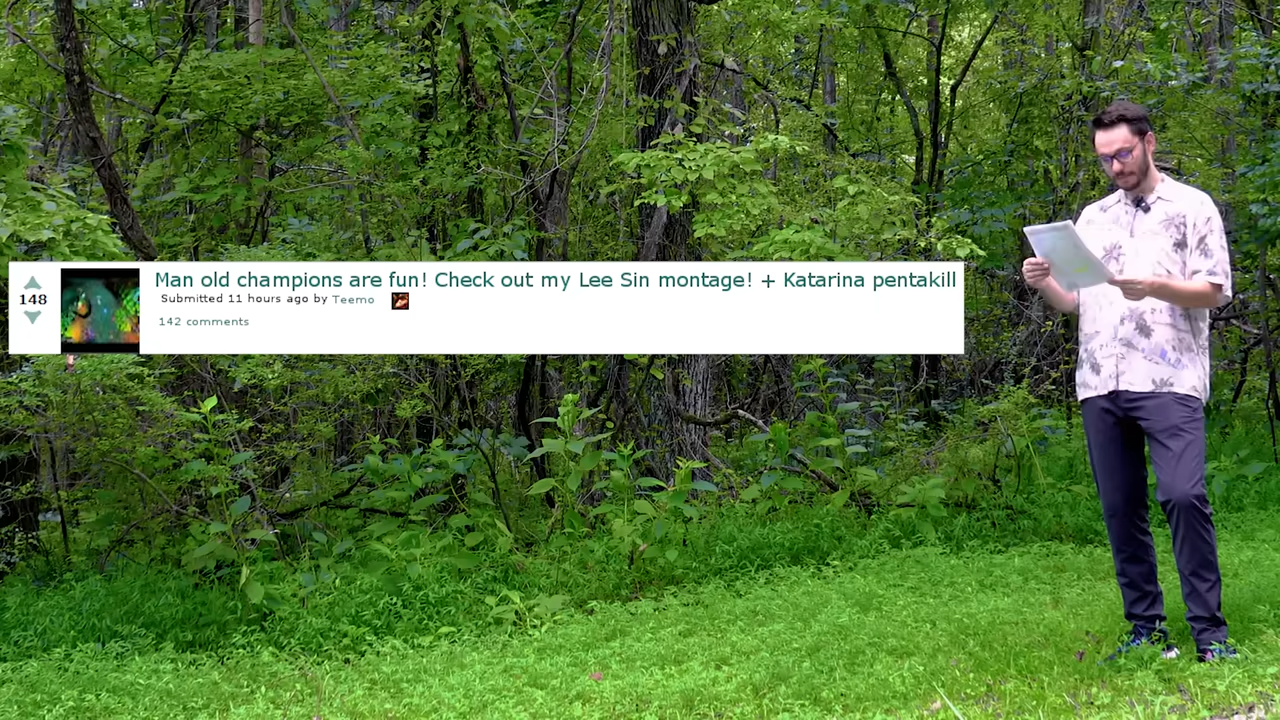 Man old champions are fun! Check out my Lee Sin montage! + Katarina pentakill
148
Submitted 11 hours ago by Teemo
142 comments